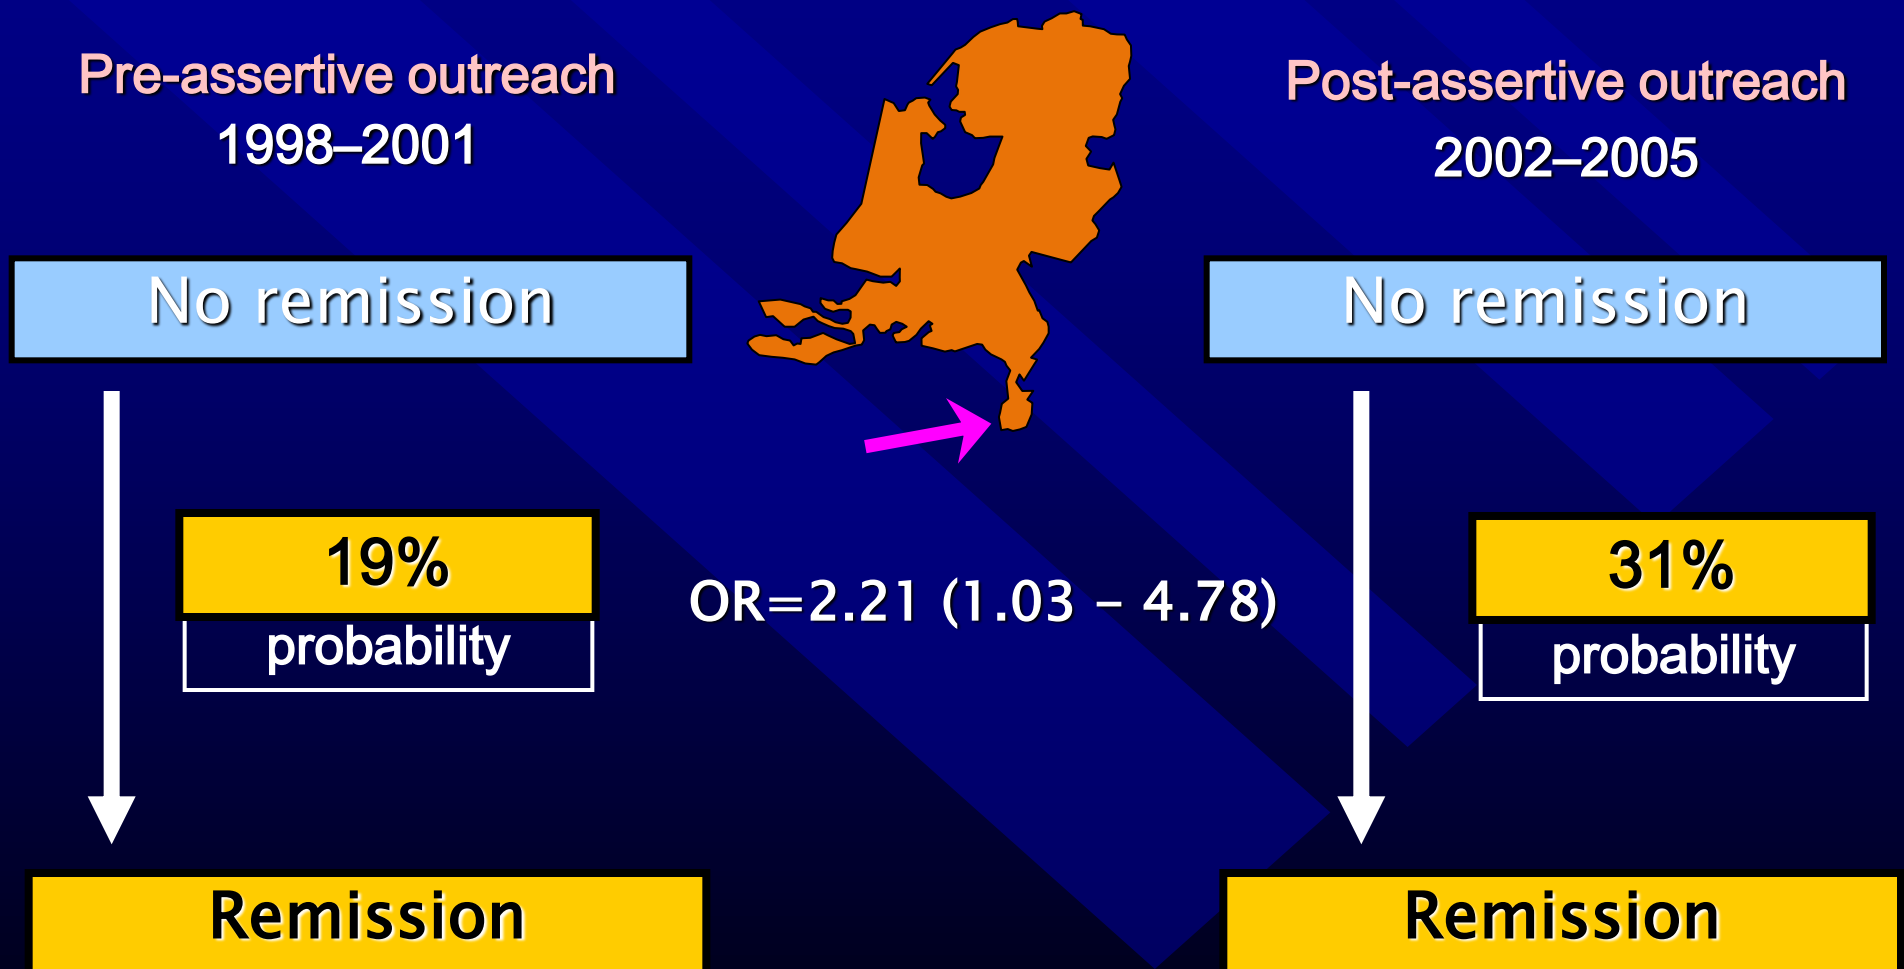 Pre-assertive outreach
1998–2001
No remission
19%
probability
Remission
OR=2.21 (1.03 – 4.78)
Post-assertive outreach
2002–2005
No remission
31%
probability
Remission